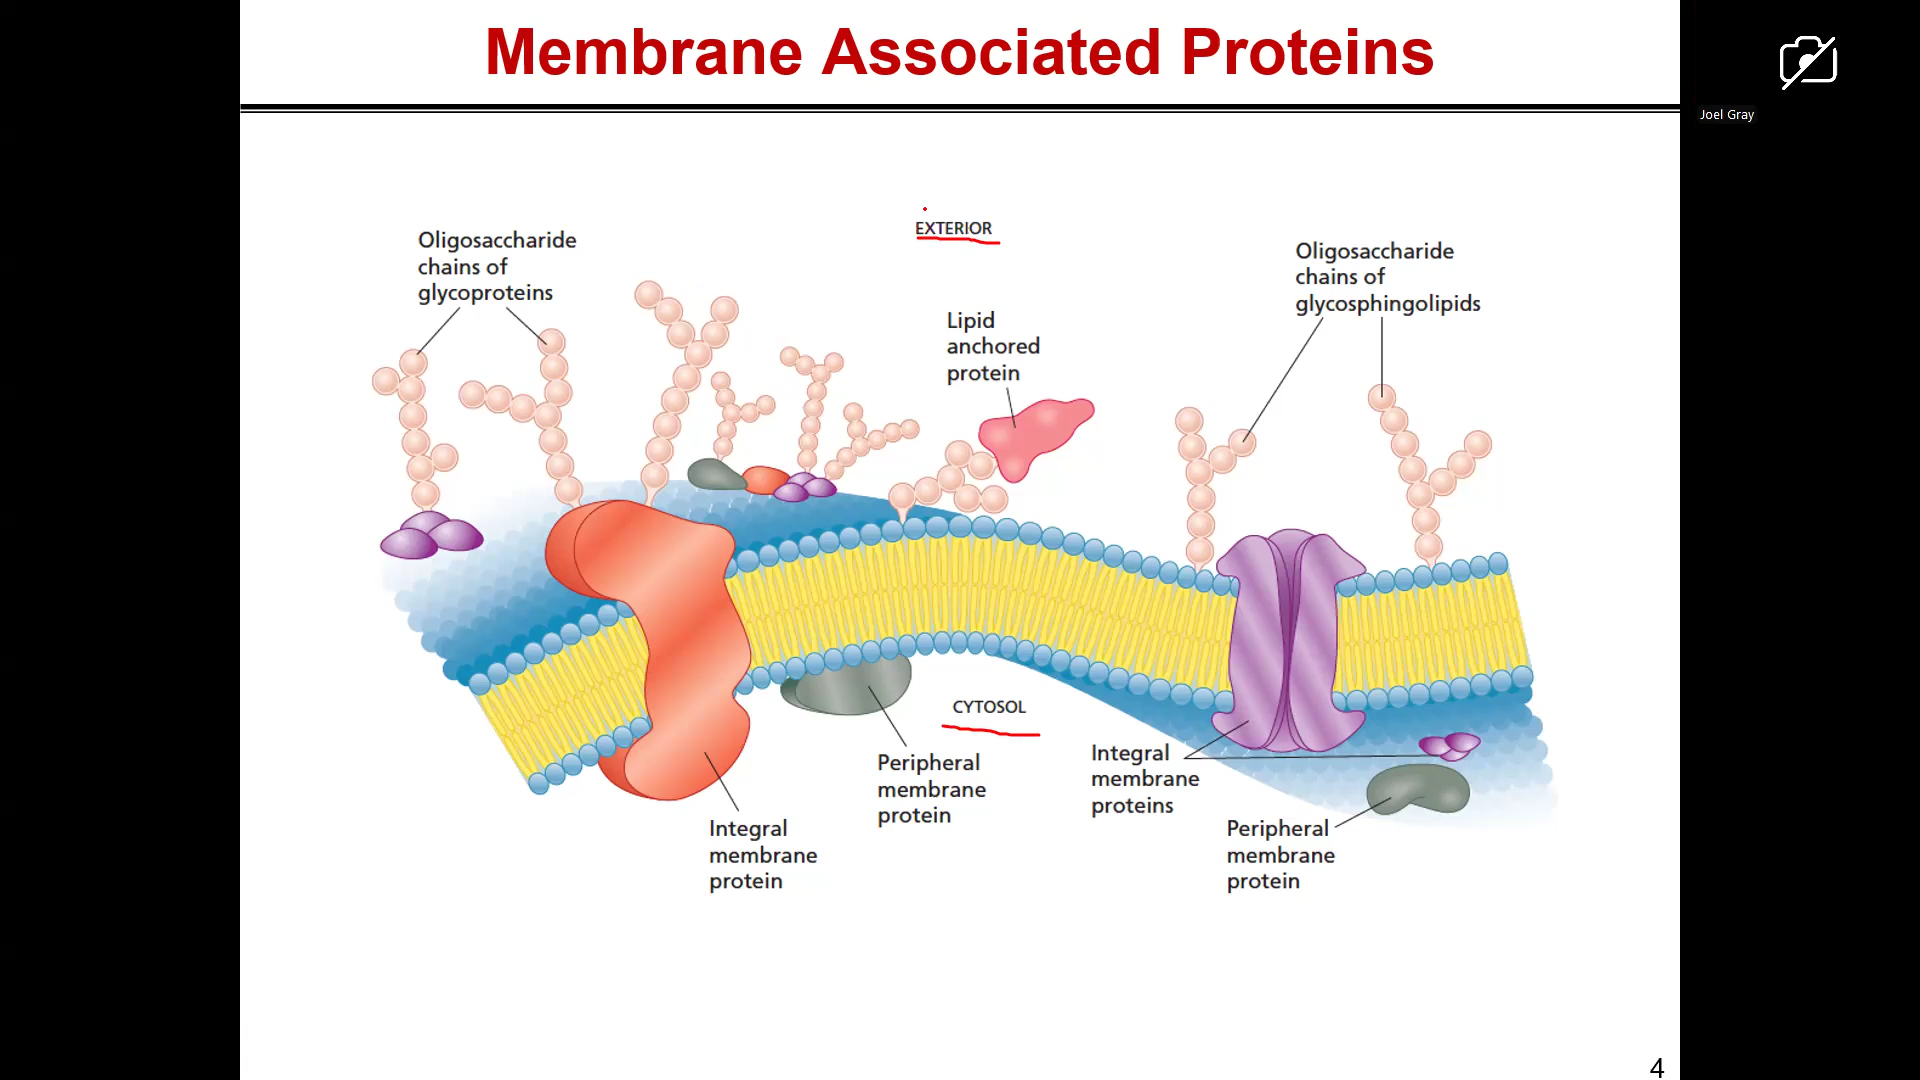 Membrane Associated Proteins
Joel Gray
EXTERIOR
Oligosaccharide
chains of
glycoproteins
Oligosaccharide
chains of
glycosphingolipids
Lipid
anchored
protein
CYTOSOL
Peripheral
membrane
protein
Integral
membrane
proteins
Integral
membrane
protein
Peripheral
membrane
protein
4